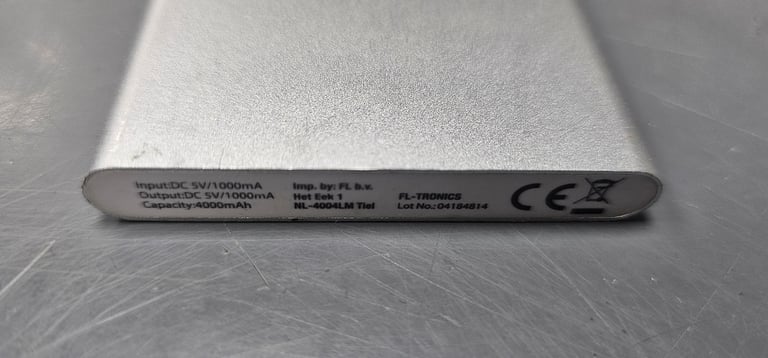 Input:DC 5V/1000mA
Output:DC 5V/1000mA
Capacity:4000mAh
Imp. by: FL b.v.
Het Eek 1
NL-4004LM Tiel
FL-TRONICS
Lot No.: 04184814
CE